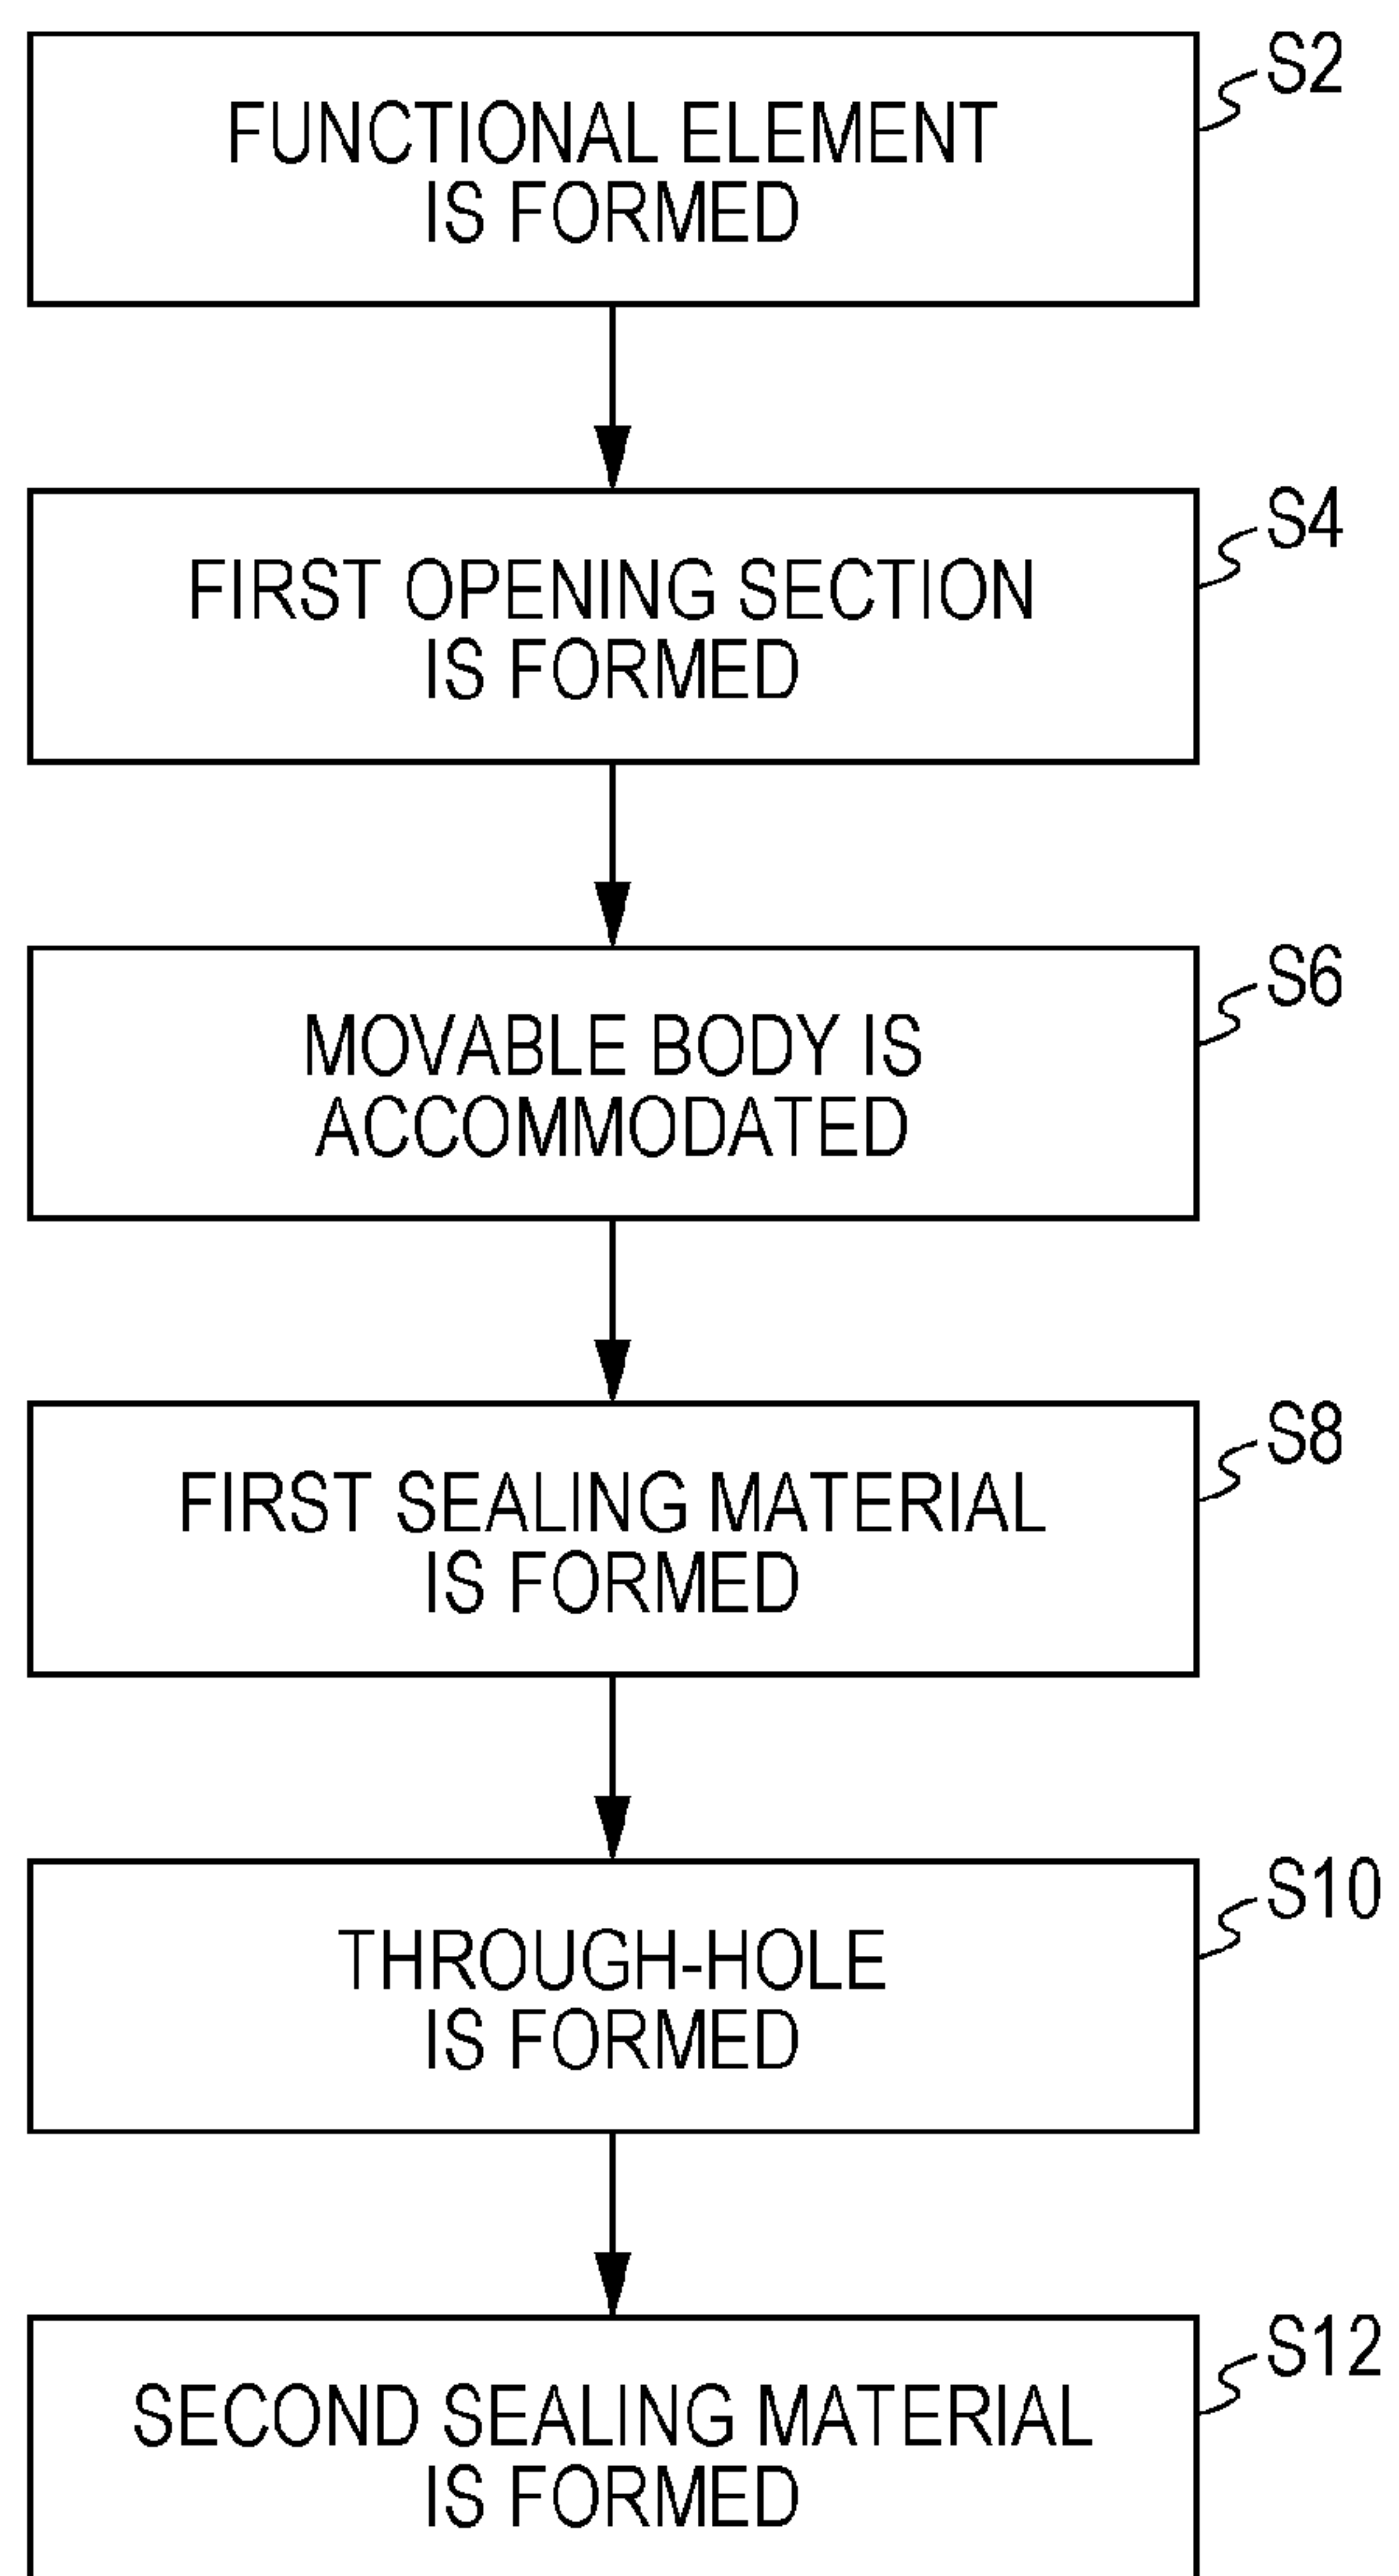 FUNCTIONAL ELEMENT
IS FORMED
S2
FIRST OPENING SECTION
IS FORMED
S4
MOVABLE BODY IS
ACCOMMODATED
S6
FIRST SEALING MATERIAL
IS FORMED
S8
THROUGH-HOLE
IS FORMED
S10
SECOND SEALING MATERIAL
IS FORMED
S12